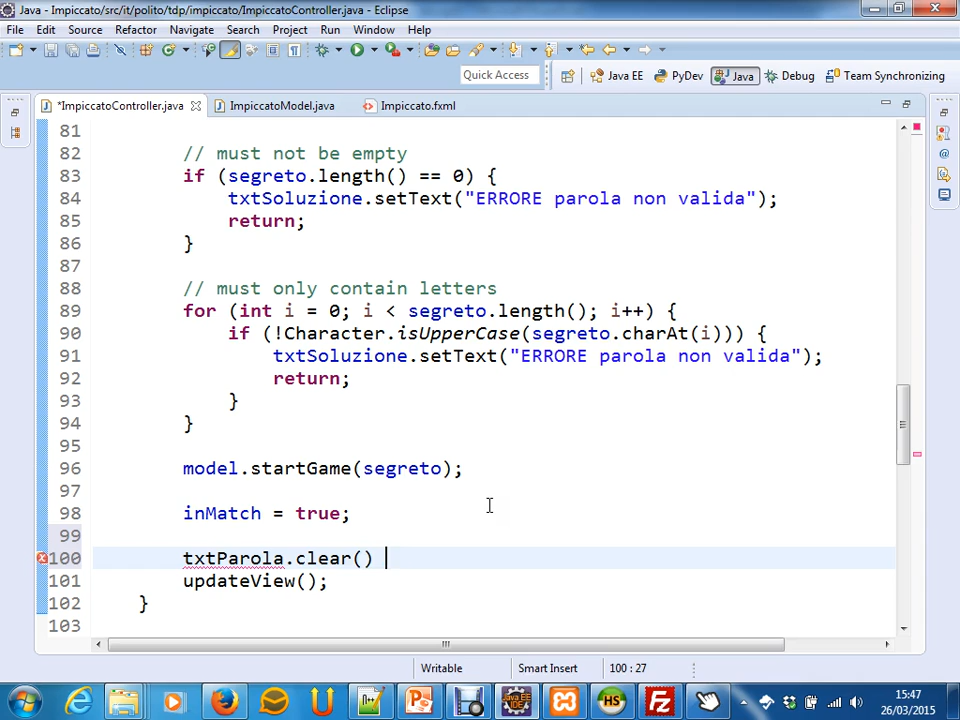 Java - Impiccato/src/it/polito/tdp/impiccato/ImpiccatoController.java - Eclipse
File Edit Source Refactor Navigate Search Project Run Window Help
Quick Access Java EE PyDev Java Debug Team Synchronizing
*ImpiccatoController.java ImpiccatoModel.java Impiccato.fxml
81
82 // must not be empty
83 if (segreto.length() == 0) {
84 txtSoluzione.setText("ERRORE parola non valida");
85 return;
86 }
87
88 // must only contain letters
89 for (int i = 0; i < segreto.length(); i++) {
90 if (!Character.isUpperCase(segreto.charAt(i))) {
91 txtSoluzione.setText("ERRORE parola non valida");
92 return;
93 }
94 }
95
96 model.startGame(segreto);
97
98 inMatch = true;
99
100 txtParola.clear()
101 updateView();
102 }
103
Writable Smart Insert 100 : 27
15:47
26/03/2015